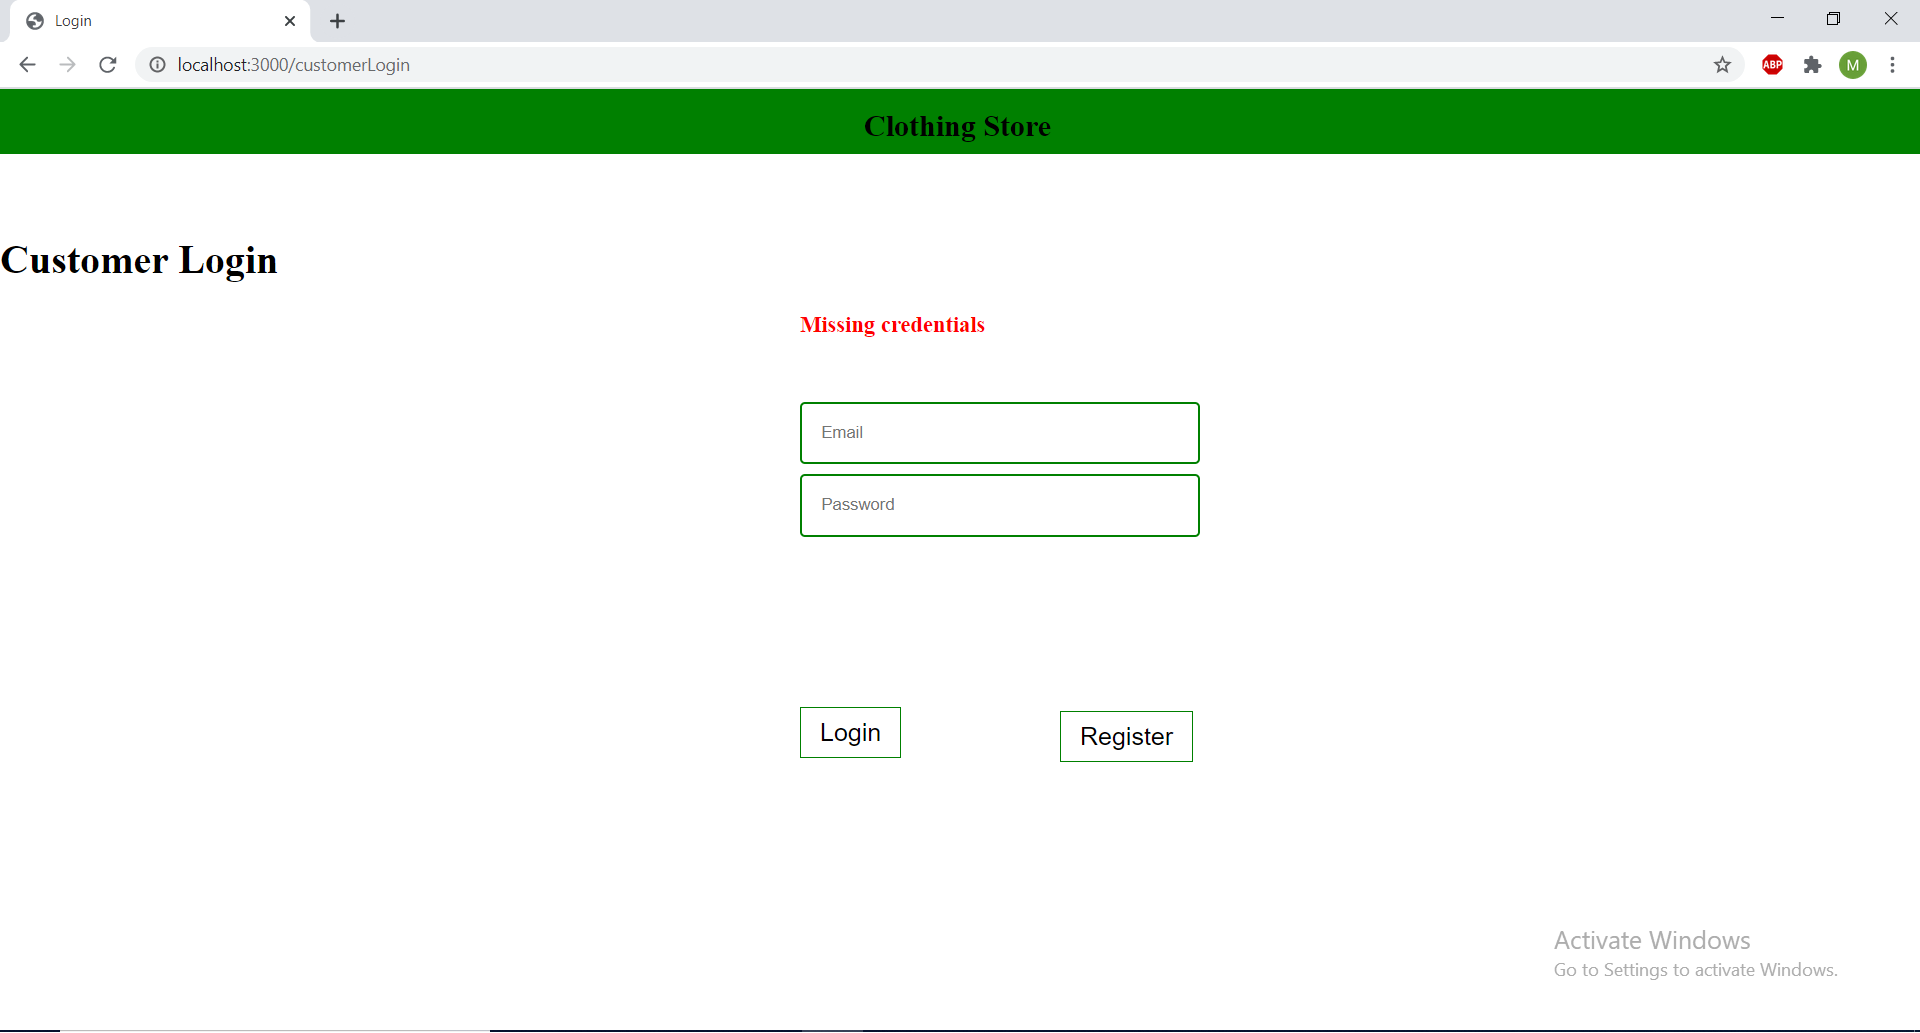 Login
localhost:3000/customerLogin
ABP
M
Clothing Store
Customer Login
Missing credentials
Email
Password
Login
Register
Activate Windows
Go to Settings to activate Windows.